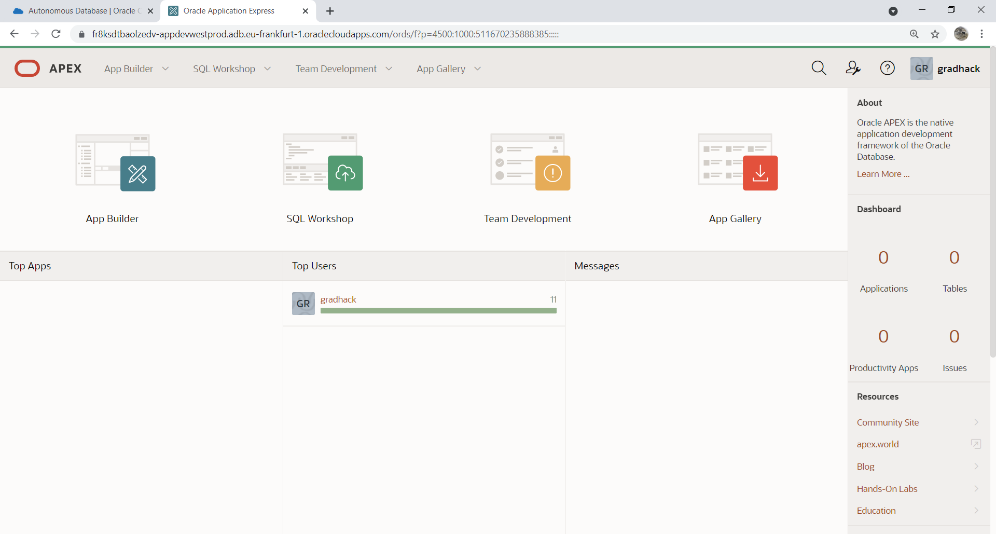 Autonomous Database | Oracle C
Oracle Application Express
fr8ksdtbaolzedv-appdevwestprod.adb.eu-frankfurt-1.oraclecloudapps.com/ords/f?p=4500:1000:511670235888385:::::
APEX
App Builder
SQL Workshop
Team Development
App Gallery
GR
gradhack
App Builder
SQL Workshop
Team Development
App Gallery
Top Apps
Top Users
GR
gradhack
11
Messages
About
Oracle APEX is the native
application development
framework of the Oracle
Database.
Learn More ...
Dashboard
0
0
Applications
Tables
0
0
Productivity Apps
Issues
Resources
Community Site
apex.world
Blog
Hands-On Labs
Education